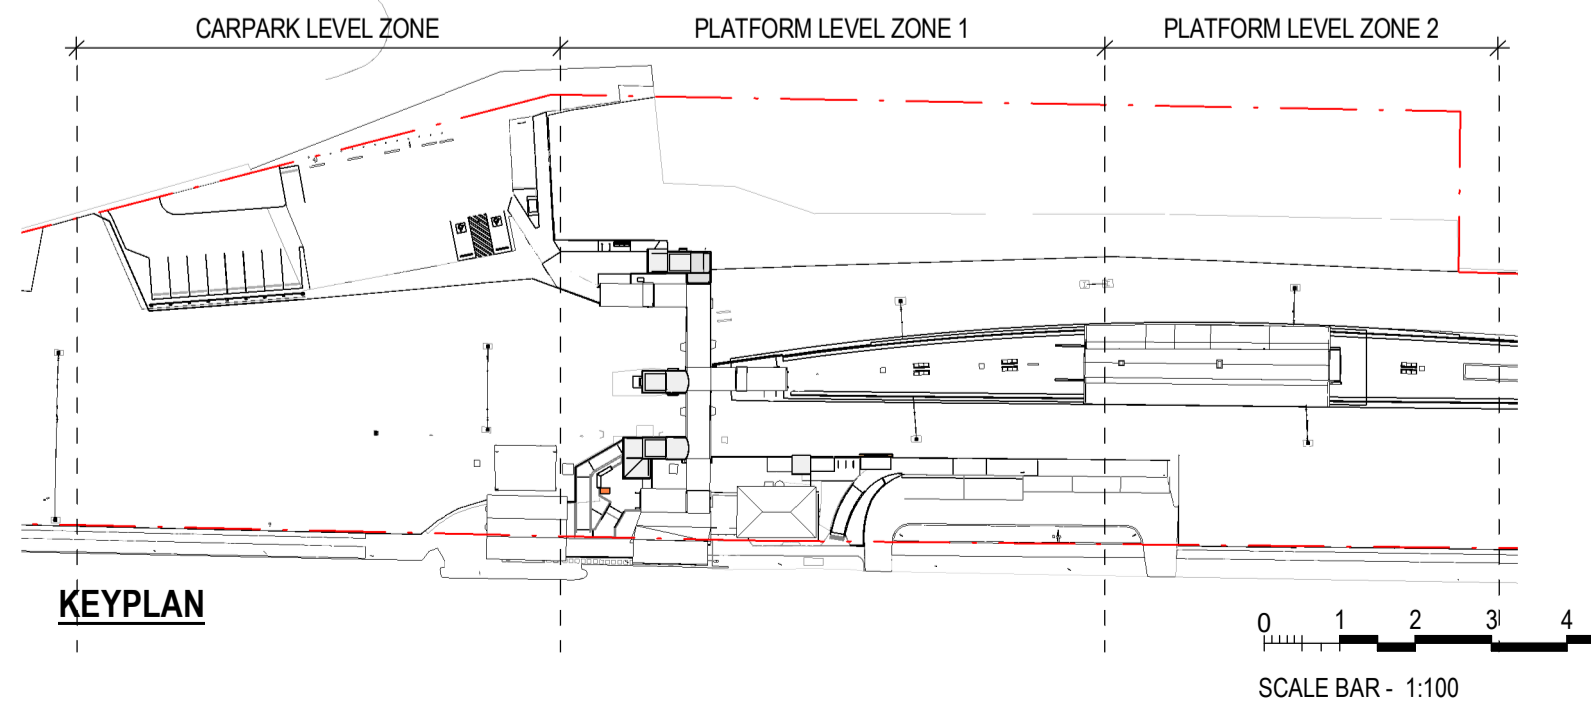 CARPARK LEVEL ZONE
PLATFORM LEVEL ZONE 1
PLATFORM LEVEL ZONE 2
KEYPLAN
0 1 2 3 4
SCALE BAR - 1:100